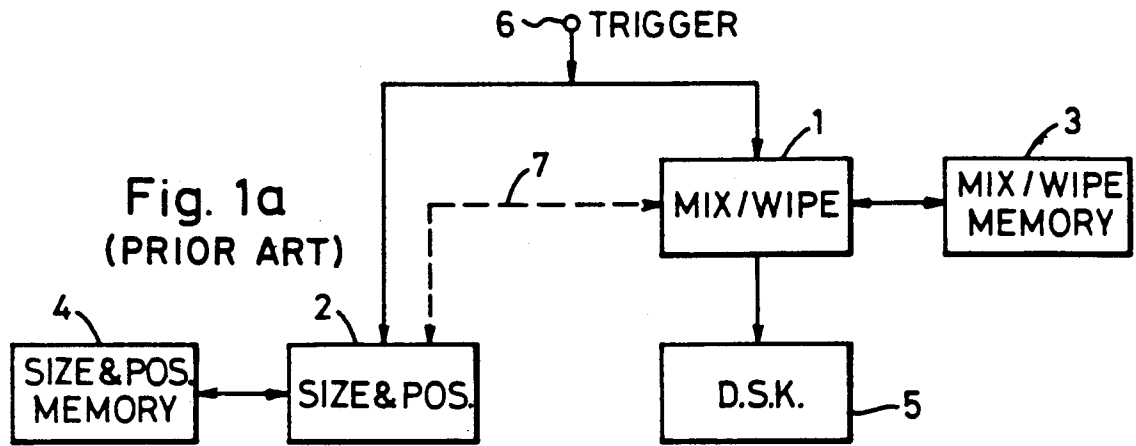 6 TRIGGER
1
3
7
MIX/WIPE
MIX/WIPE
MEMORY
Fig. 1a
(PRIOR ART)
4
2
SIZE&POS.
MEMORY
SIZE&POS.
D.S.K.
5